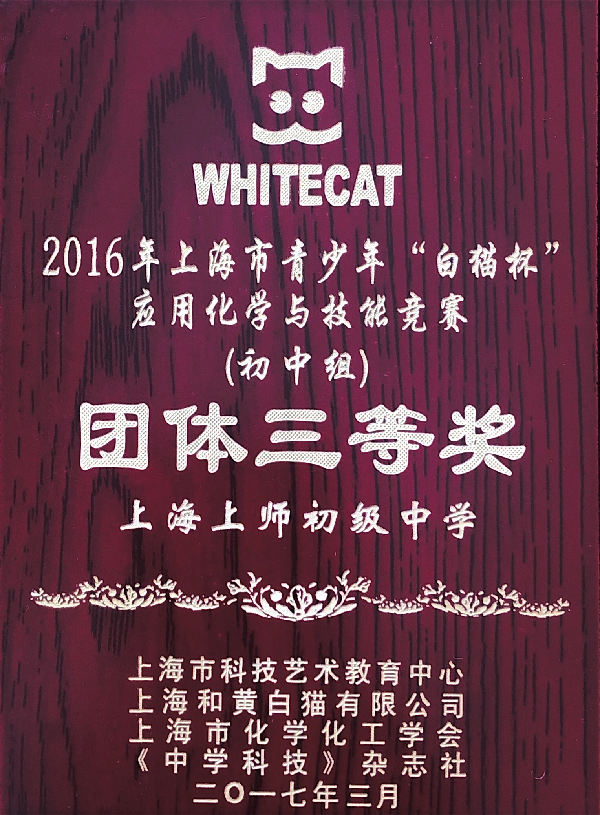 WHITECAT
2016年上海市青少年“白猫杯”
应用化学与技能竞赛
(初中组)
团体三等奖
上海上师初级中学
上海市科技艺术教育中心
上海和黄白猫有限公司
上海市化学化工学会
《中学科技》杂志社
二〇一七年三月